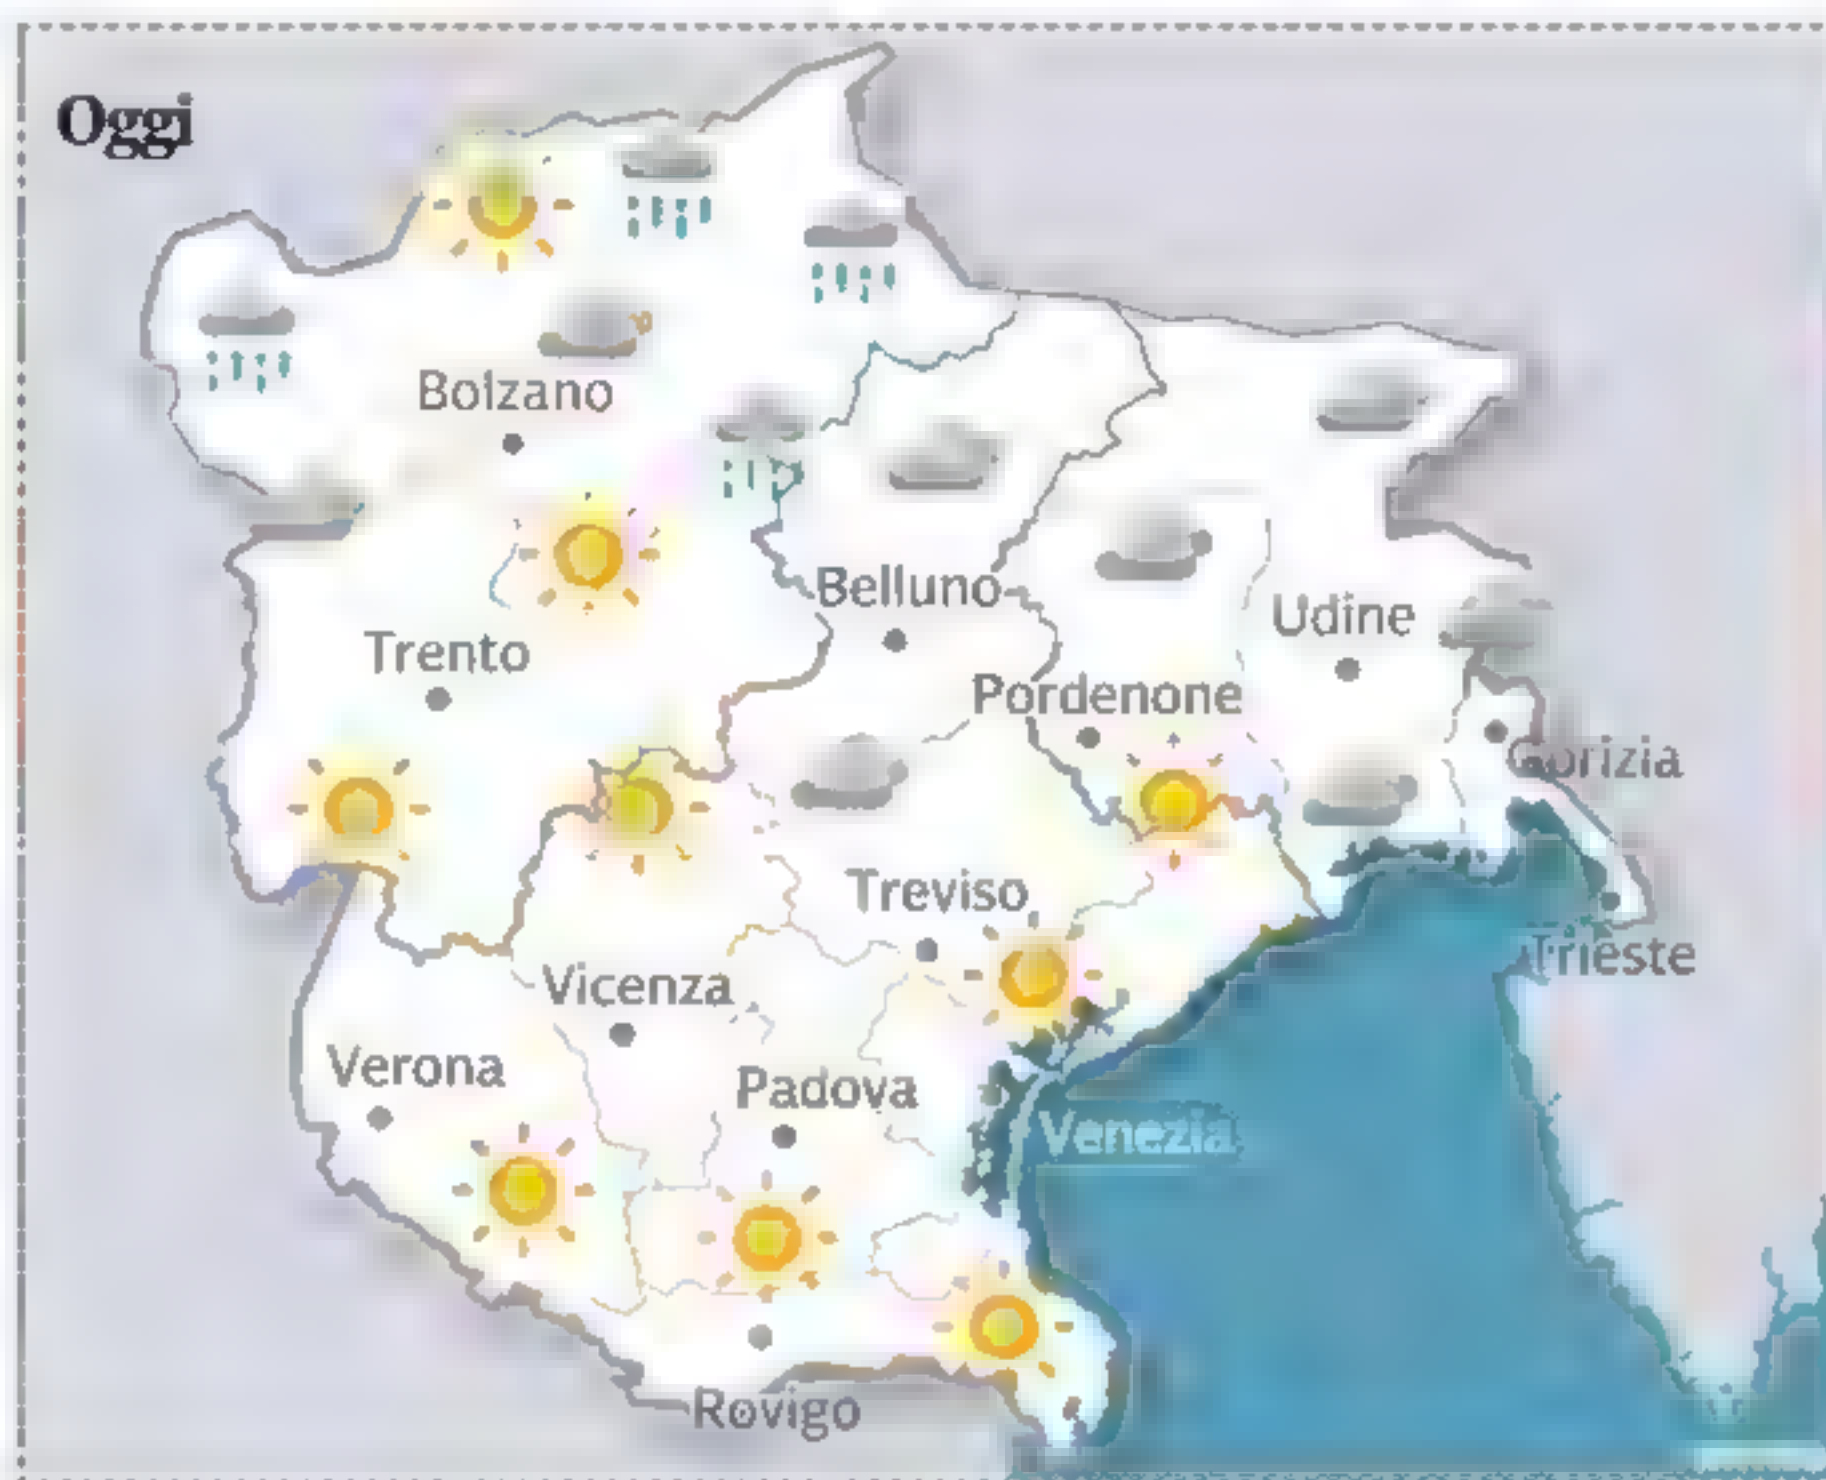 Oggi
Bolzano
Belluno
Udine
Trento
Pordenone
Gorizia
Treviso
Trieste
Vicenza
Verona
Padova
Venezia
Rovigo